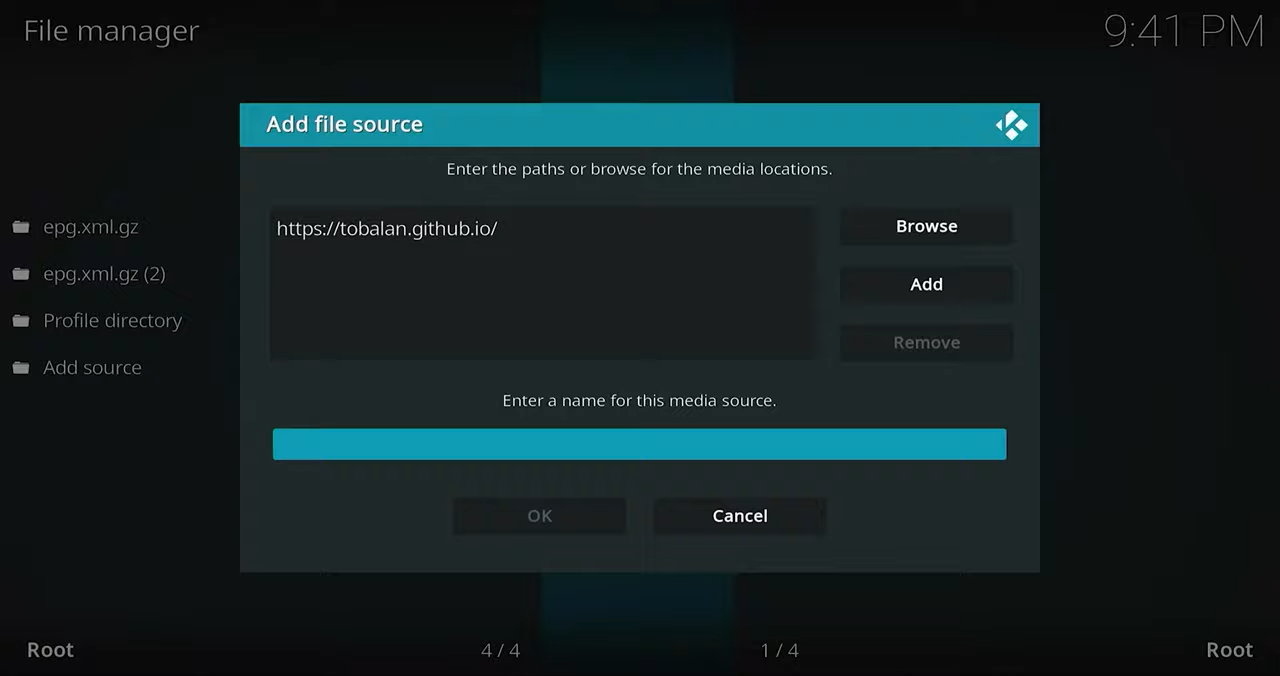 File manager
9:41 PM
Add file source
Enter the paths or browse for the media locations.
https://tobalan.github.io/
Browse
Add
Remove
epg.xml.gz
epg.xml.gz (2)
Profile directory
Add source
Enter a name for this media source.
OK
Cancel
Root
4 / 4
1 / 4
Root